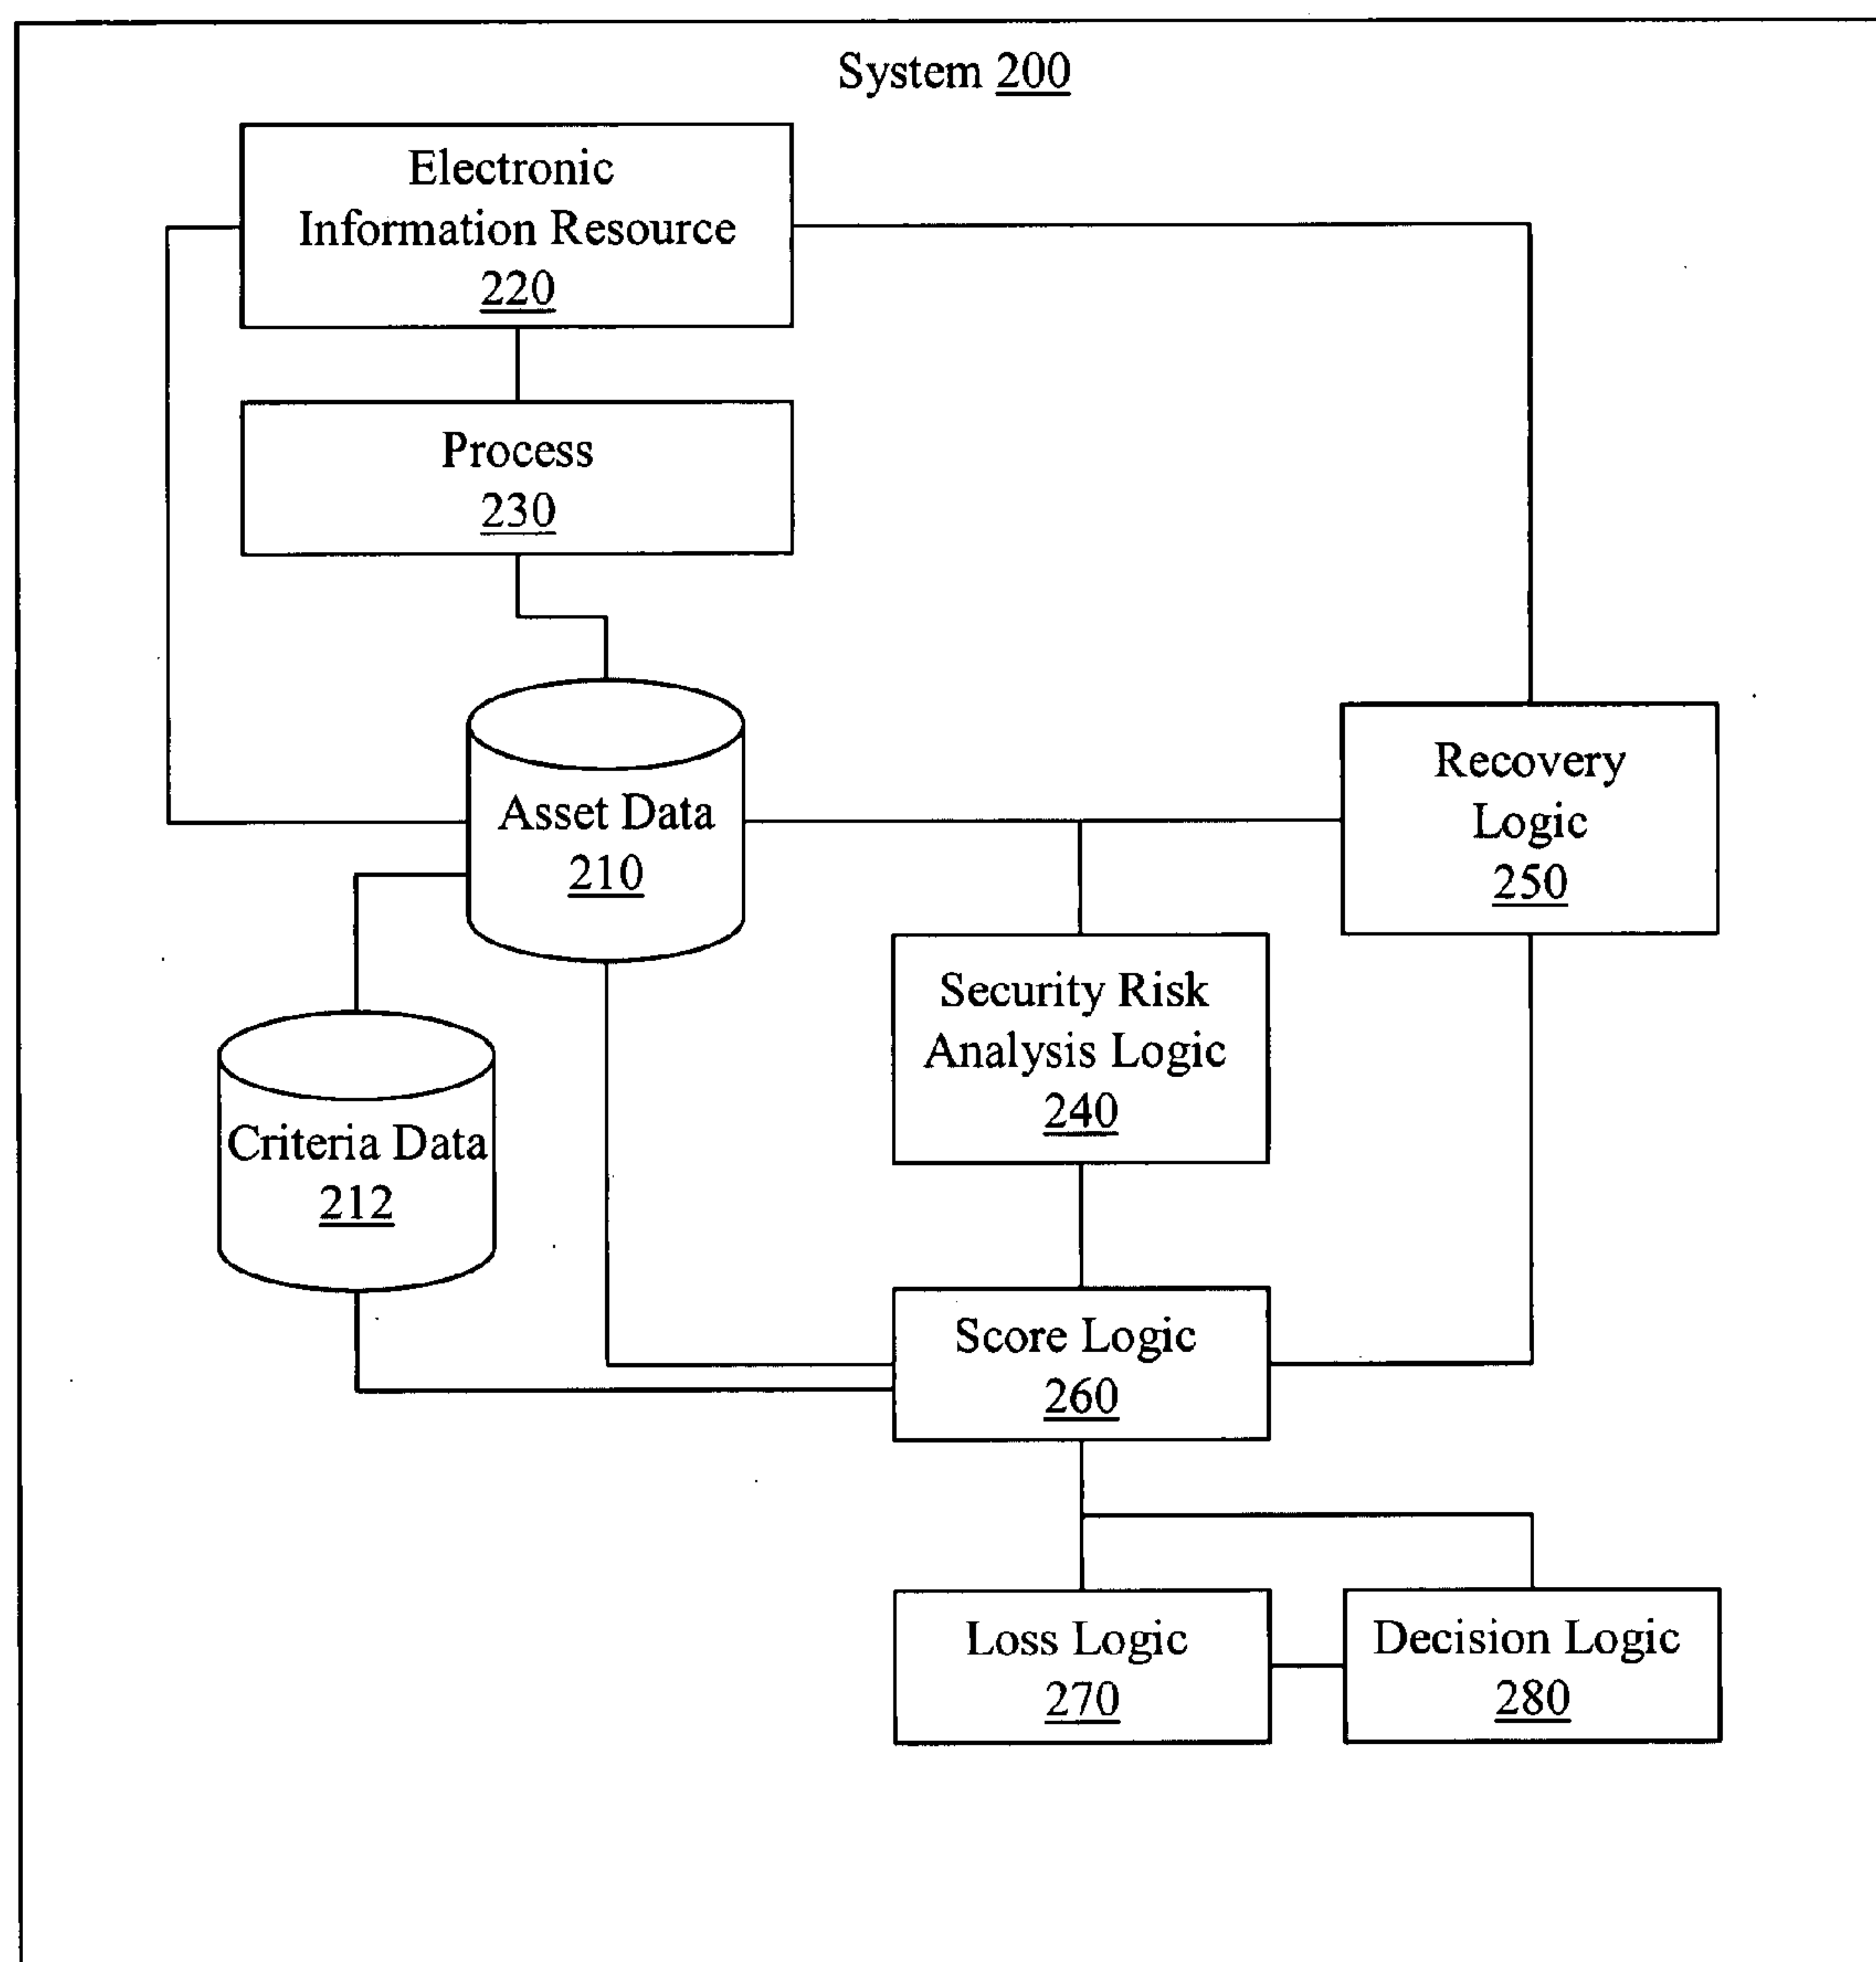 System 200
Electronic
Information Resource
220
Process
230
Asset Data
210
Recovery
Logic
250
Security Risk
Analysis Logic
240
Criteria Data
212
Score Logic
260
Loss Logic
270
Decision Logic
280